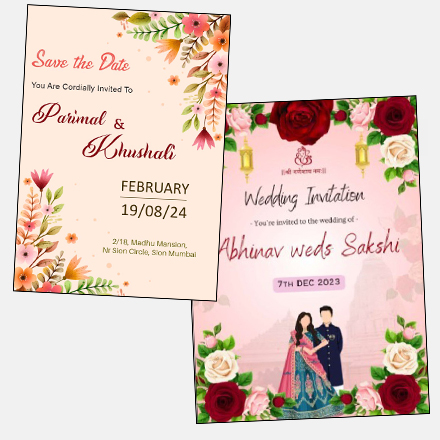 Save the Date
You Are Cordially Invited To
Parimal &
Khushali
FEBRUARY
19/08/24
2/18, Madhu Mansion,
Nr Sion Circle, Sion Mumbai
॥श्री गणेशाय नमः॥
Wedding Invitation
- You're invited to the wedding of -
Abhinav weds Sakshi
7TH DEC 2023